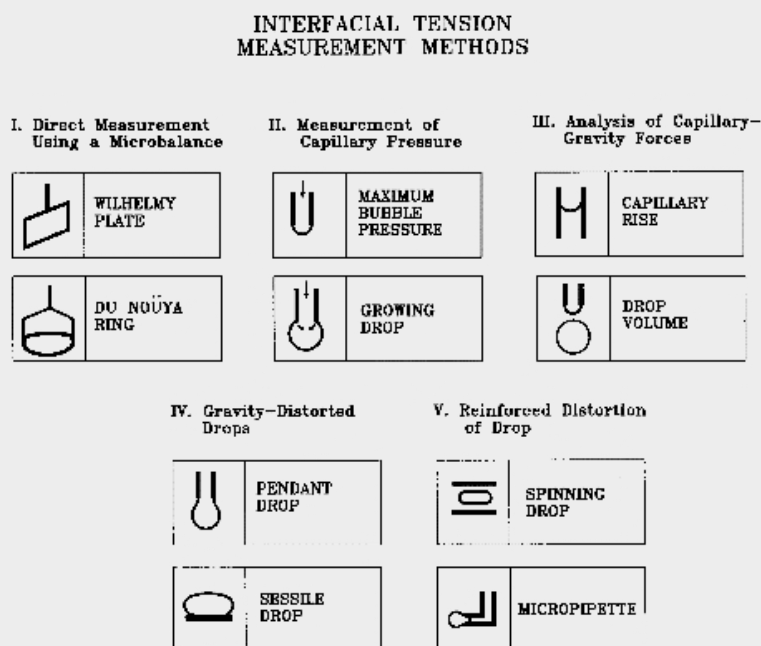 INTERFACIAL TENSION
MEASUREMENT METHODS
I. Direct Measurement
Using a Microbalance
WILHELMY
PLATE
DU NOÜYA
RING
II. Measurement of
Capillary Pressure
MAXIMUM
BUBBLE
PRESSURE
GROWING
DROP
III. Analysis of Capillary-
Gravity Forces
CAPILLARY
RISE
DROP
VOLUME
IV. Gravity-Distorted
Drops
PENDANT
DROP
SESSILE
DROP
V. Reinforced Distortion
of Drop
SPINNING
DROP
MICROPIPETTE